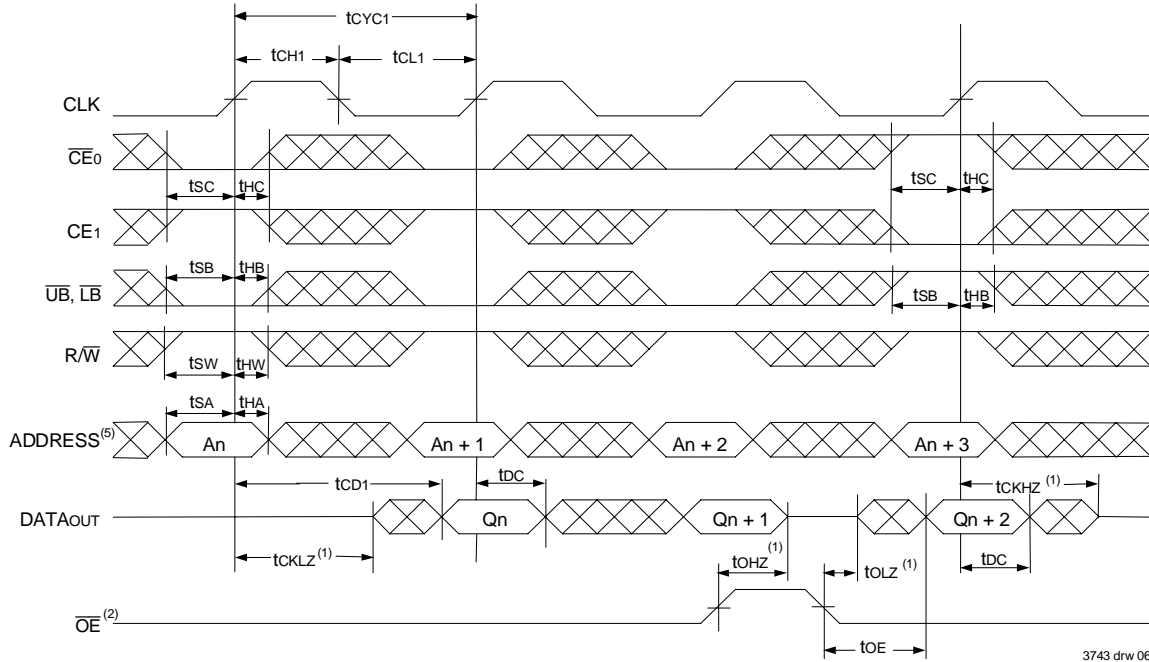 tCYC1
tCH1 tCL1
CLK
CE0
tSC tHC tSC tHC
CE1
tSB tHB tSB tHB
UB, LB
R/W
tSW tHW
tSA tHA
ADDRESS(5) An An + 1 An + 2 An + 3
tCD1 tDC tCKHZ (1)
DATAOUT Qn Qn + 1 Qn + 2
tCKLZ (1) tOHZ (1) tOLZ (1) tDC
OE (2)
tOE
3743 drw 06